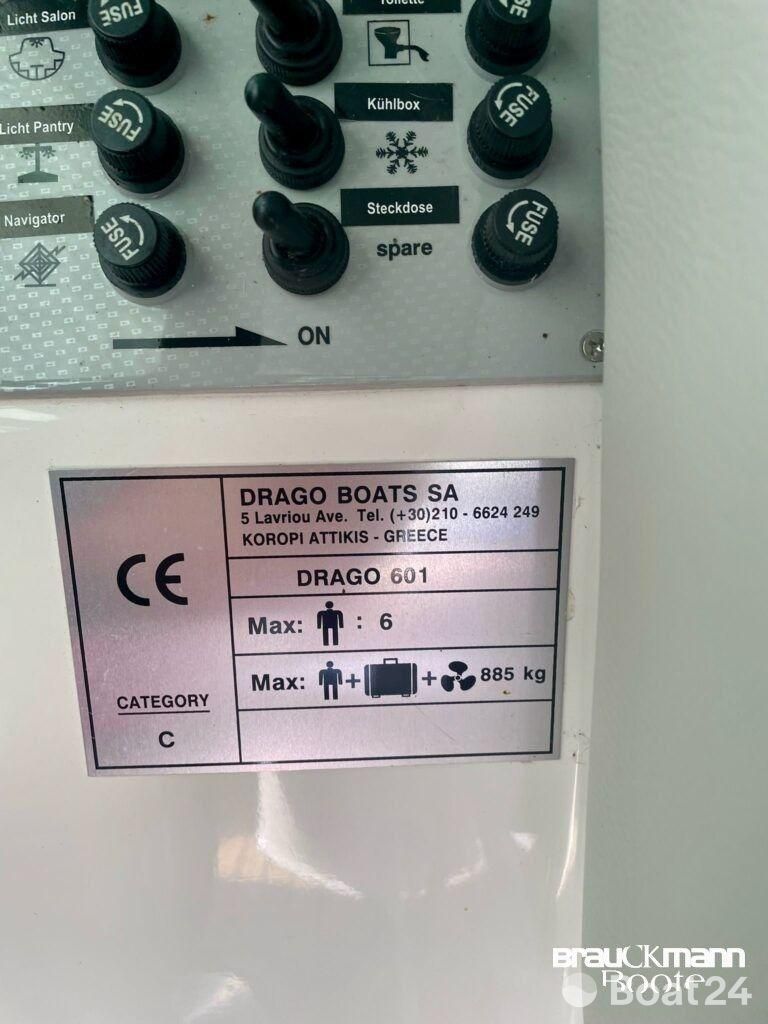 Toilette
Licht Salon
FUSE
FUSE
Licht Pantry
FUSE
Kühlbox
FUSE
Navigator
FUSE
Steckdose
spare
FUSE
ON
DRAGO BOATS SA
5 Lavriou Ave. Tel. (+30)210 - 6624 249
KOROPI ATTIKIS - GREECE
CE
DRAGO 601
Max: : 6
Max: + + 885 kg
CATEGORY
C
brauckmann
Boote
Boat24